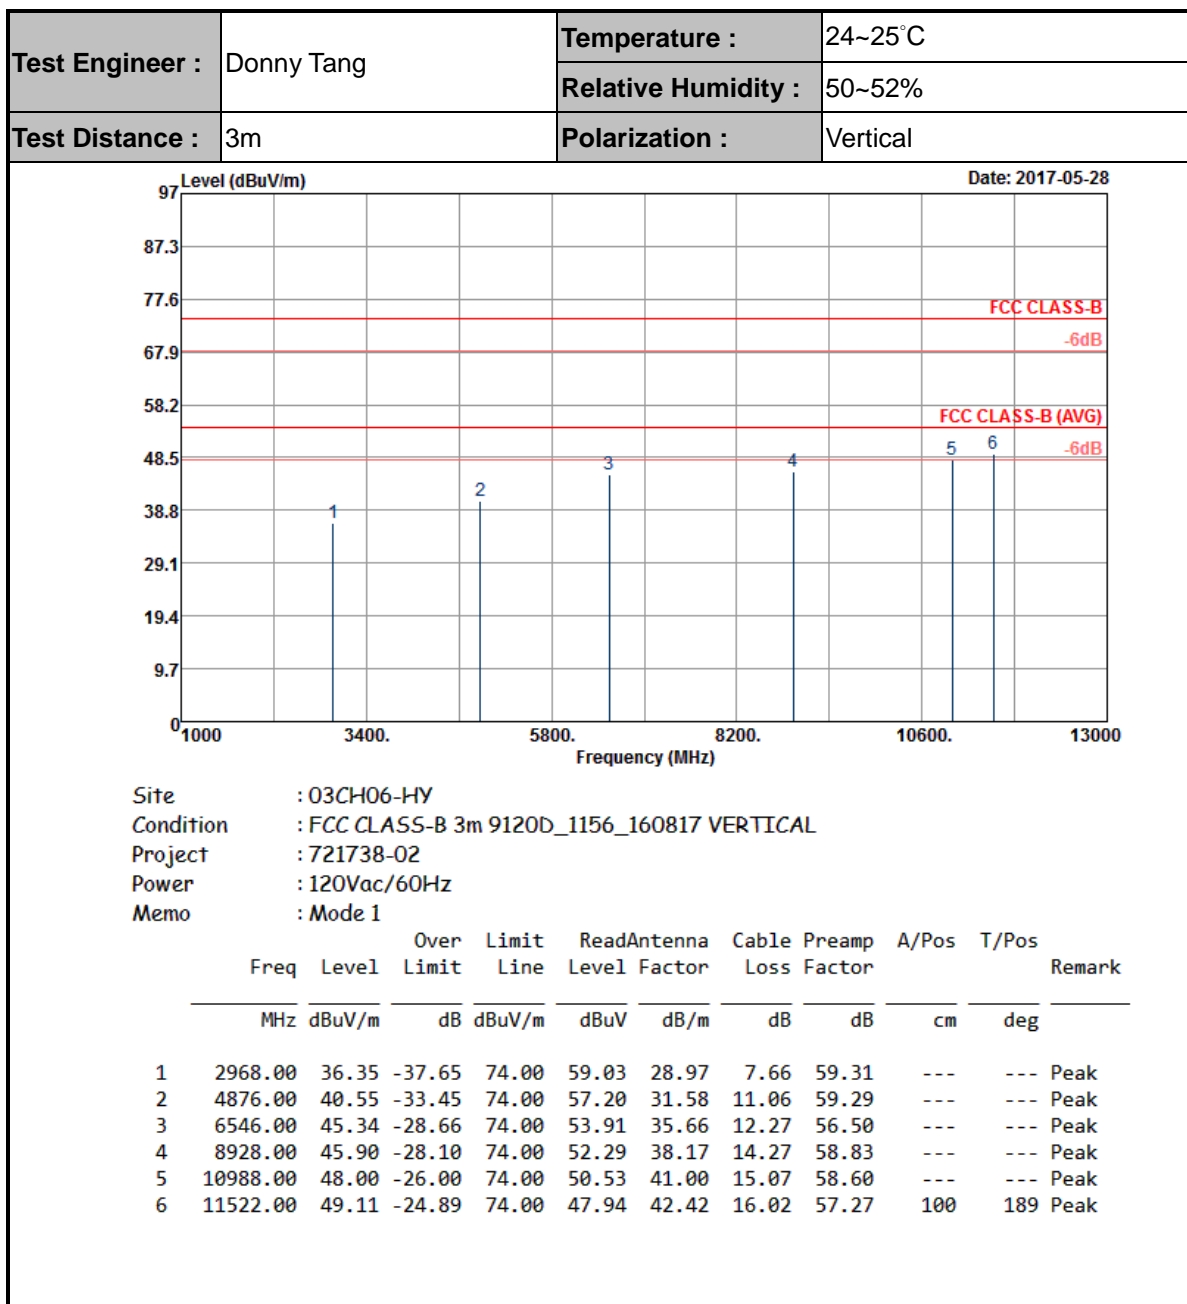 Test Engineer : Donny Tang Temperature : 24~25°C
Relative Humidity : 50~52%
Test Distance : 3m Polarization : Vertical
Level (dBuV/m) Date: 2017-05-28
97
87.3
77.6
FCC CLASS-B
-6dB
67.9
58.2
FCC CLASS-B (AVG)
-6dB
48.5
1 2 3 4 5 6
38.8
29.1
19.4
9.7
0
1000 3400. 5800. 8200. 10600. 13000
Frequency (MHz)
Site : 03CH06-HY
Condition : FCC CLASS-B 3m 9120D_1156_160817 VERTICAL
Project : 721738-02
Power : 120Vac/60Hz
Memo : Mode 1
Over Limit ReadAntenna Cable Preamp A/Pos T/Pos
Freq Level Limit Line Level Factor Loss Factor Remark
MHz dBuV/m dB dBuV/m dBuV dB/m dB dB cm deg
1 2968.00 36.35 -37.65 74.00 59.03 28.97 7.66 59.31 --- --- Peak
2 4876.00 40.55 -33.45 74.00 57.20 31.58 11.06 59.29 --- --- Peak
3 6546.00 45.34 -28.66 74.00 53.91 35.66 12.27 56.50 --- --- Peak
4 8928.00 45.90 -28.10 74.00 52.29 38.17 14.27 58.83 --- --- Peak
5 10988.00 48.00 -26.00 74.00 50.53 41.00 15.07 58.60 --- --- Peak
6 11522.00 49.11 -24.89 74.00 47.94 42.42 16.02 57.27 100 189 Peak